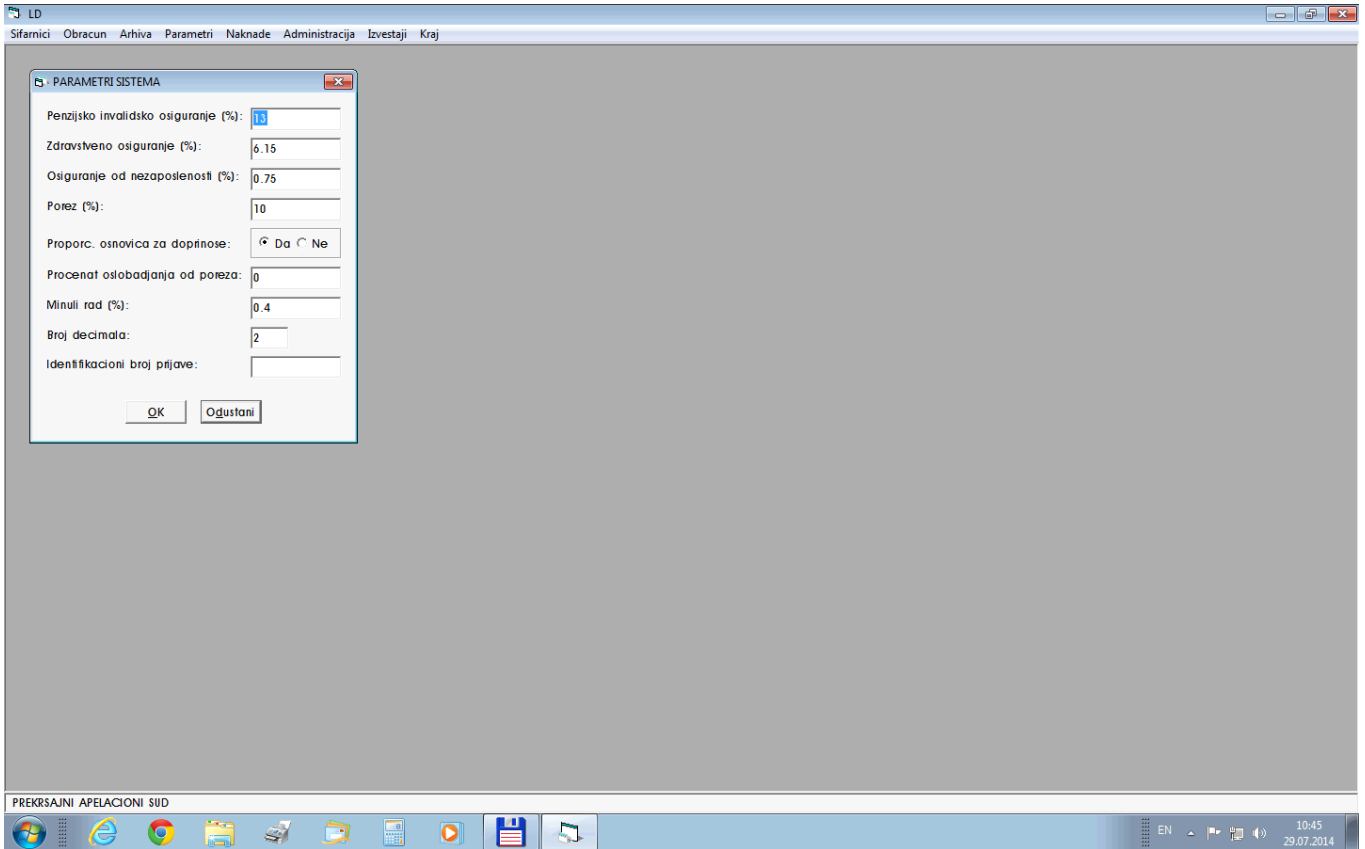 LD
Sifarnici Obracun Arhiva Parametri Naknade Administracija Izvestaji Kraj
PARAMETRI SISTEMA
Penzijsko invalidsko osiguranje (%): 13
Zdravstveno osiguranje (%): 6.15
Osiguranje od nezaposlenosti (%): 0.75
Porez (%): 10
Proporc. osnovica za doprinose: Da Ne
Procenat oslobadjanja od poreza: 0
Minuli rad (%): 0.4
Broj decimala: 2
Identifikacioni broj prijave:
OK Odustani
PREKRSAJNI APELACIONI SUD
EN 10:45
29.07.2014